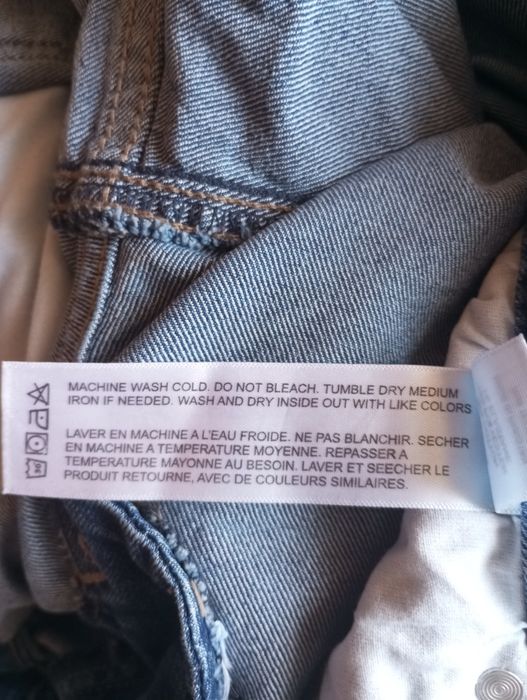 MACHINE WASH COLD. DO NOT BLEACH. TUMBLE DRY MEDIUM
IRON IF NEEDED. WASH AND DRY INSIDE OUT WITH LIKE COLORS
LAVER EN MACHINE A L'EAU FROIDE. NE PAS BLANCHIR. SECHER
EN MACHINE A TEMPERATURE MOYENNE. REPASSER A
TEMPERATURE MAYONNE AU BESOIN. LAVER ET SEECHER LE
PRODUIT RETOURNE, AVEC DE COULEURS SIMILAIRES.